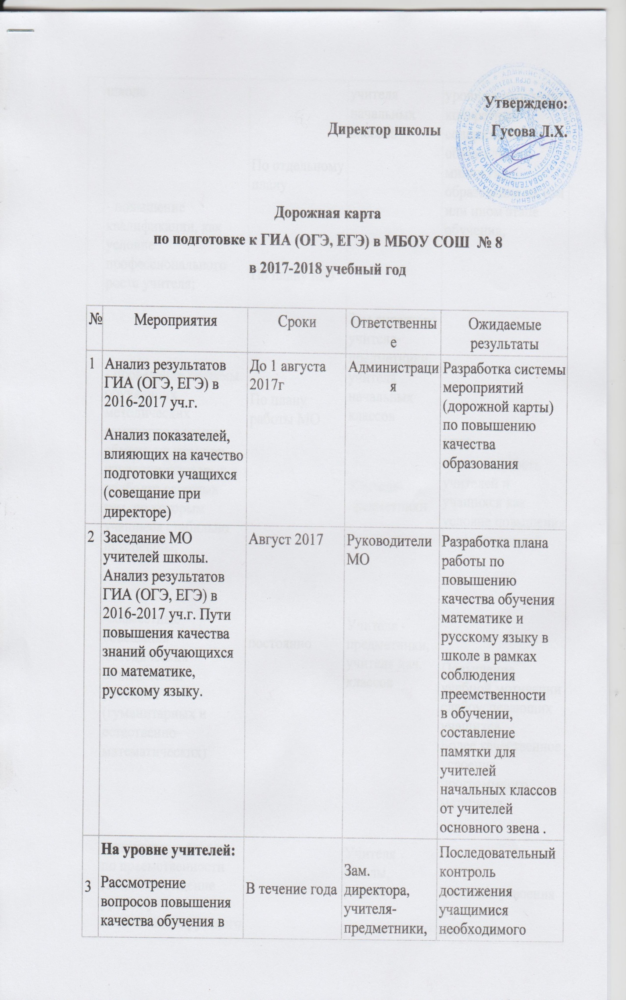 Утверждено:
Директор школы Гусова Л.Х.
Дорожная карта
по подготовке к ГИА (ОГЭ, ЕГЭ) в МБОУ СОШ № 8
в 2017-2018 учебный год
№ Мероприятия Сроки Ответственны
е Ожидаемые
результаты
1 Анализ результатов
ГИА (ОГЭ, ЕГЭ) в
2016-2017 уч.г.
Анализ показателей,
влияющих на качество
подготовки учащихся
(совещание при
директоре)
До 1 августа
2017г
Администраци
я
Разработка системы
мероприятий
(дорожной карты)
по повышению
качества
образования
2 Заседание МО
учителей школы.
Анализ результатов
ГИА (ОГЭ, ЕГЭ) в
2016-2017 уч.г. Пути
повышения качества
знаний обучающихся
по математике,
русскому языку.
Август 2017
Руководители
МО
Разработка плана
работы по
повышению
качества обучения
математике и
русскому языку в
школе в рамках
соблюдения
преемственности
в обучении,
составление
памятки для
учителей
начальных классов
от учителей
основного звена .
3 На уровне учителей:
Рассмотрение
вопросов повышения
качества обучения в
В течение года
Зам.
директора,
учителя-
предметники,
Последовательный
контроль
достижения
учащимися
необходимого